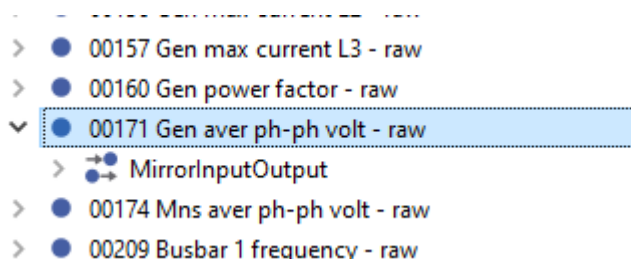 00157 Gen max current L3 - raw
00160 Gen power factor - raw
00171 Gen aver ph-ph volt - raw
MirrorInputOutput
00174 Mns aver ph-ph volt - raw
00209 Busbar 1 frequency - raw